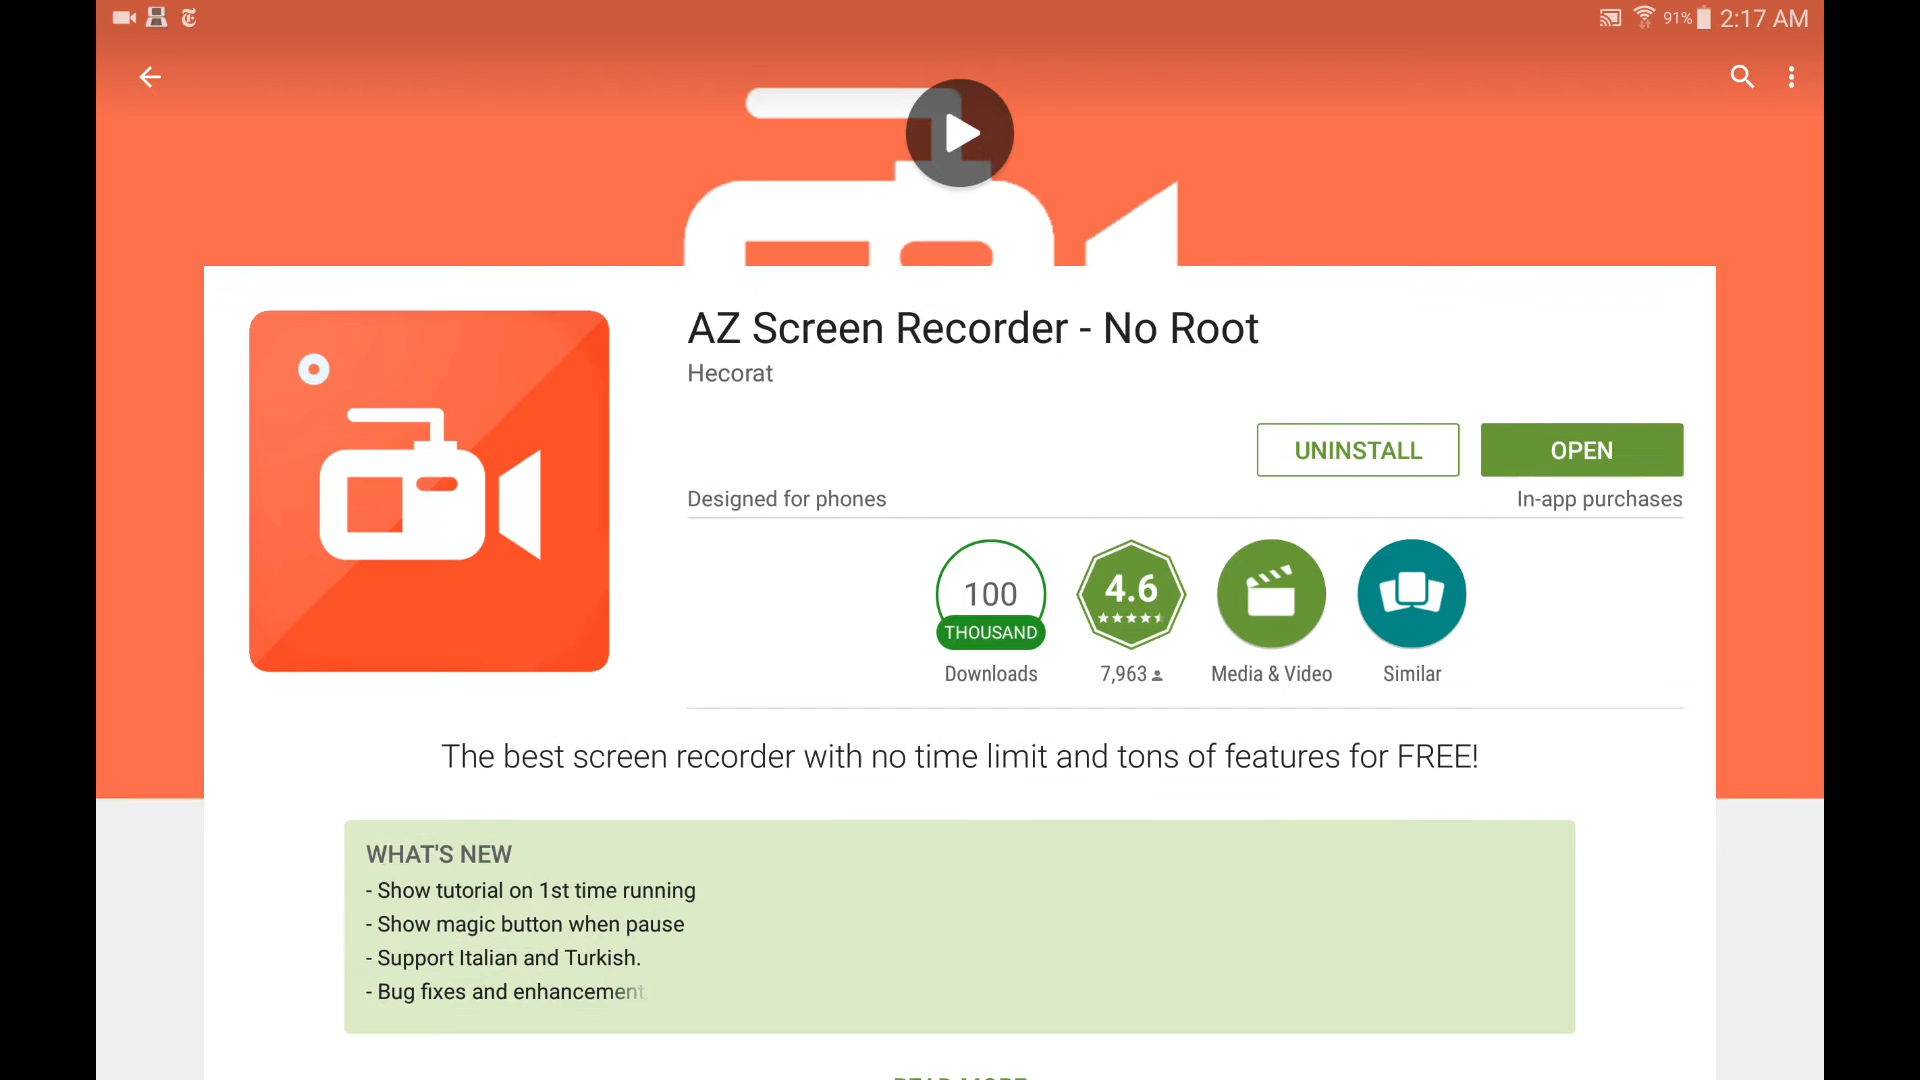 91% 2:17 AM
AZ Screen Recorder - No Root
Hecorat
UNINSTALL
OPEN
Designed for phones
In-app purchases
100
THOUSAND
4.6
Downloads
7,963
Media & Video
Similar
The best screen recorder with no time limit and tons of features for FREE!
WHAT'S NEW
- Show tutorial on 1st time running
- Show magic button when pause
- Support Italian and Turkish.
- Bug fixes and enhancement
READ MORE